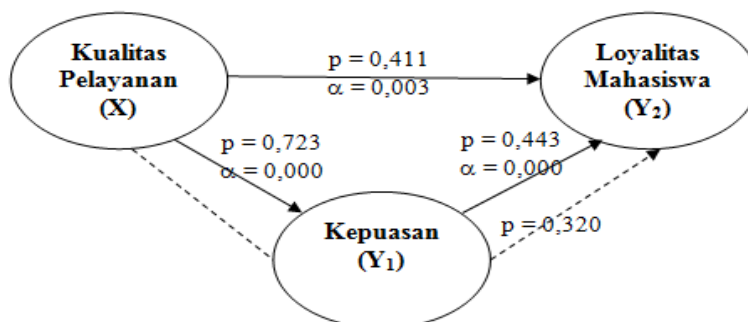 Kualitas
Pelayanan
(X)
p = 0,411
α = 0,003
Loyalitas
Mahasiswa
(Y₂)
p = 0,723
α = 0,000
p = 0,443
α = 0,000
Kepuasan
(Y₁)
p = 0,320